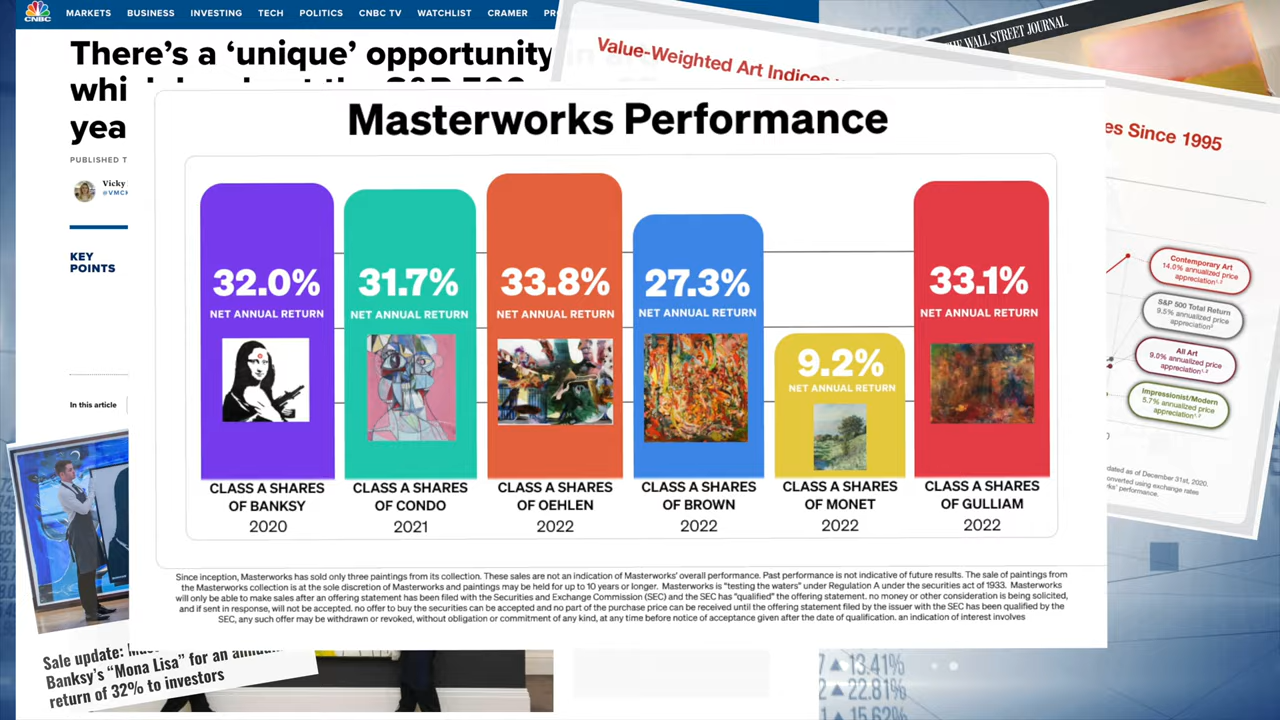 CNBC
MARKETS BUSINESS INVESTING TECH POLITICS CNBC TV WATCHLIST CRAMER
There's a ‘unique’ opportunity
yea
PUBLISHED
Vicky
KEY
POINTS
In this article
THE WALL STREET JOURNAL.
Value-Weighted Art Indices
es Since 1995
Masterworks Performance
32.0%
NET ANNUAL RETURN
CLASS A SHARES
OF BANKSY
2020
31.7%
NET ANNUAL RETURN
CLASS A SHARES
OF CONDO
2021
33.8%
NET ANNUAL RETURN
CLASS A SHARES
OF OEHLEN
2022
27.3%
NET ANNUAL RETURN
CLASS A SHARES
OF BROWN
2022
9.2%
NET ANNUAL RETURN
CLASS A SHARES
OF MONET
2022
33.1%
NET ANNUAL RETURN
CLASS A SHARES
OF GULLIAM
2022
Since inception, Masterworks has sold only three paintings from its collection. These sales are not an indication of Masterworks' overall performance. Past performance is not indicative of future results. The sale of paintings from
the Masterworks collection is at the sole discretion of Masterworks and paintings may be held for up to 10 years or longer. Masterworks is "testing the waters" under Regulation A under the securities act of 1933. Masterworks
will only be able to make sales after an offering statement has been filed with the Securities and Exchange Commission (SEC) and the SEC has "qualified" the offering statement. no money or other consideration is being solicited,
and if sent in response, will not be accepted. no offer to buy the securities can be accepted and no part of the purchase price can be received until the offering statement filed by the issuer with the SEC has been qualified by the
SEC, any such offer may be withdrawn or revoked, without obligation or commitment of any kind, at any time before notice of acceptance given after the date of qualification. an indication of interest involves
Contemporary Art
14.0% annualized price
appreciation¹·²
S&P 500 Total Return
9.5% annualized price
appreciation³
All Art
9.0% annualized price
appreciation¹·²
Impressionist/Modern
5.7% annualized price
appreciation¹·²
dated as of December 31st, 2020.
onverted using exchange rates
ks' performance.
Sale update:
Banksy's "Mona Lisa" for an
return of 32% to investors
▲13.41%
▲22.81%
▲15.62%